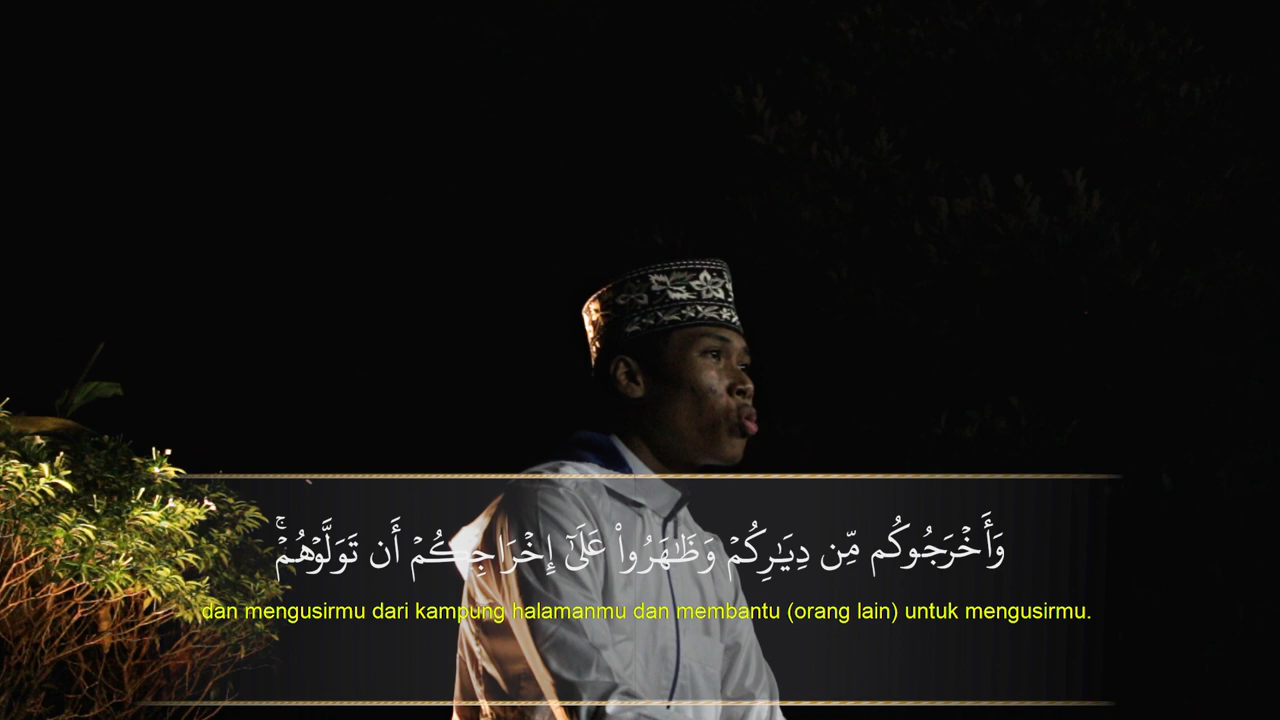 وَأَخۡرَجُوكُم مِّن دِيَٰرِكُمۡ وَظَٰهَرُواْ عَلَىٰٓ إِخۡرَاجِكُمۡ أَن تَوَلَّوۡهُمۡۚ
dan mengusirmu dari kampung halamanmu dan membantu (orang lain) untuk mengusirmu.